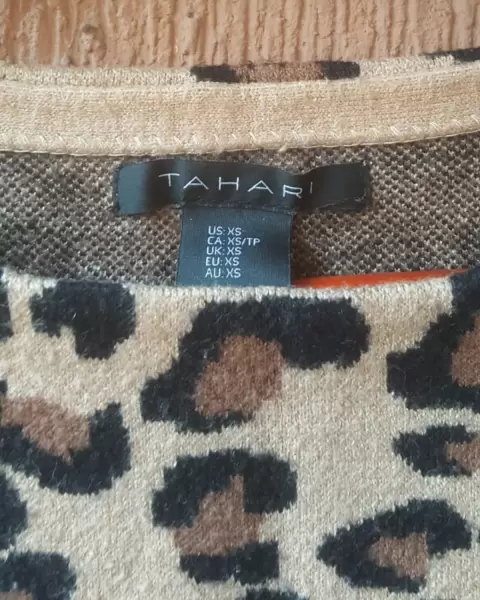 TAHARI
US: XS
CA: XS/TP
UK: XS
EU: XS
AU: XS